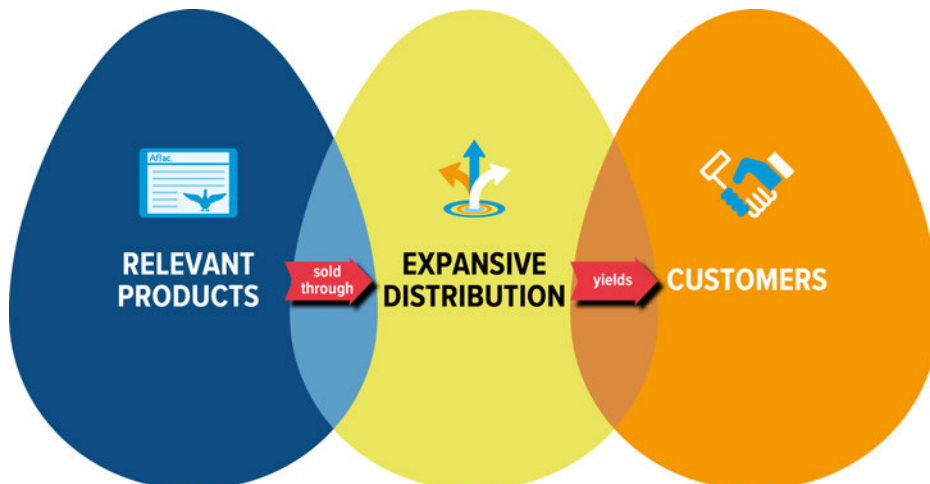 Aflac.
RELEVANT
PRODUCTS
sold
through
EXPANSIVE
DISTRIBUTION
yields
CUSTOMERS